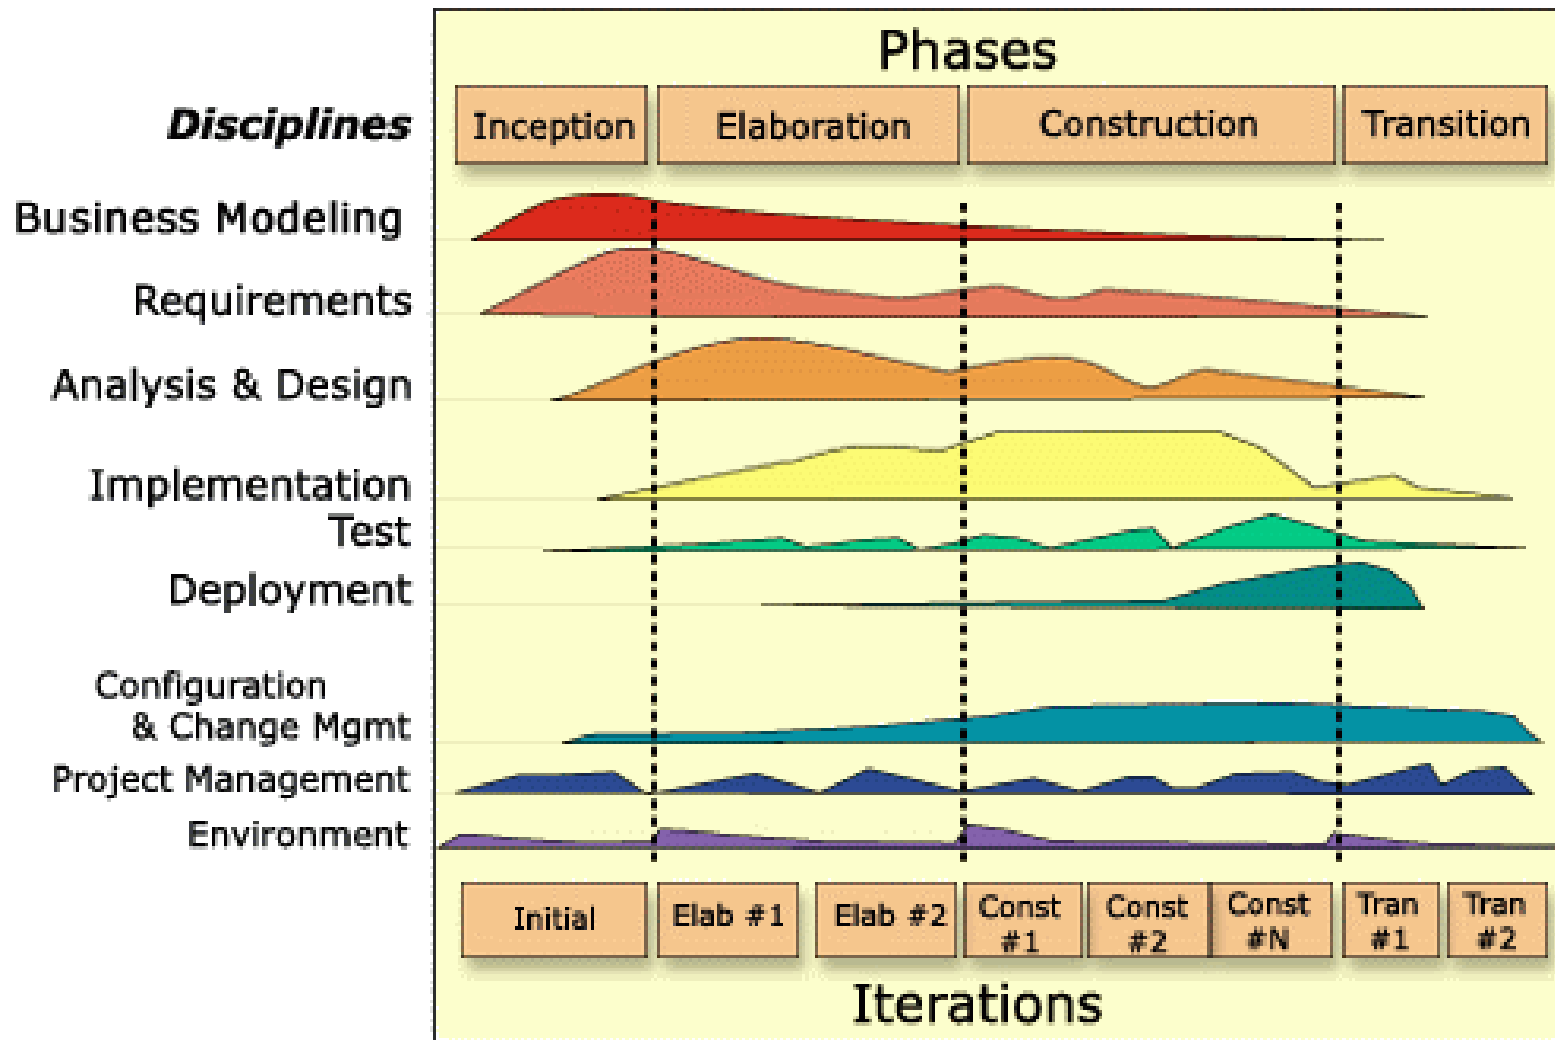 Phases
Disciplines
Inception
Elaboration
Construction
Transition
Business Modeling
Requirements
Analysis & Design
Implementation
Test
Deployment
Configuration
& Change Mgmt
Project Management
Environment
Initial
Elab #1
Elab #2
Const
#1
Const
#2
Const
#N
Tran
#1
Tran
#2
Iterations